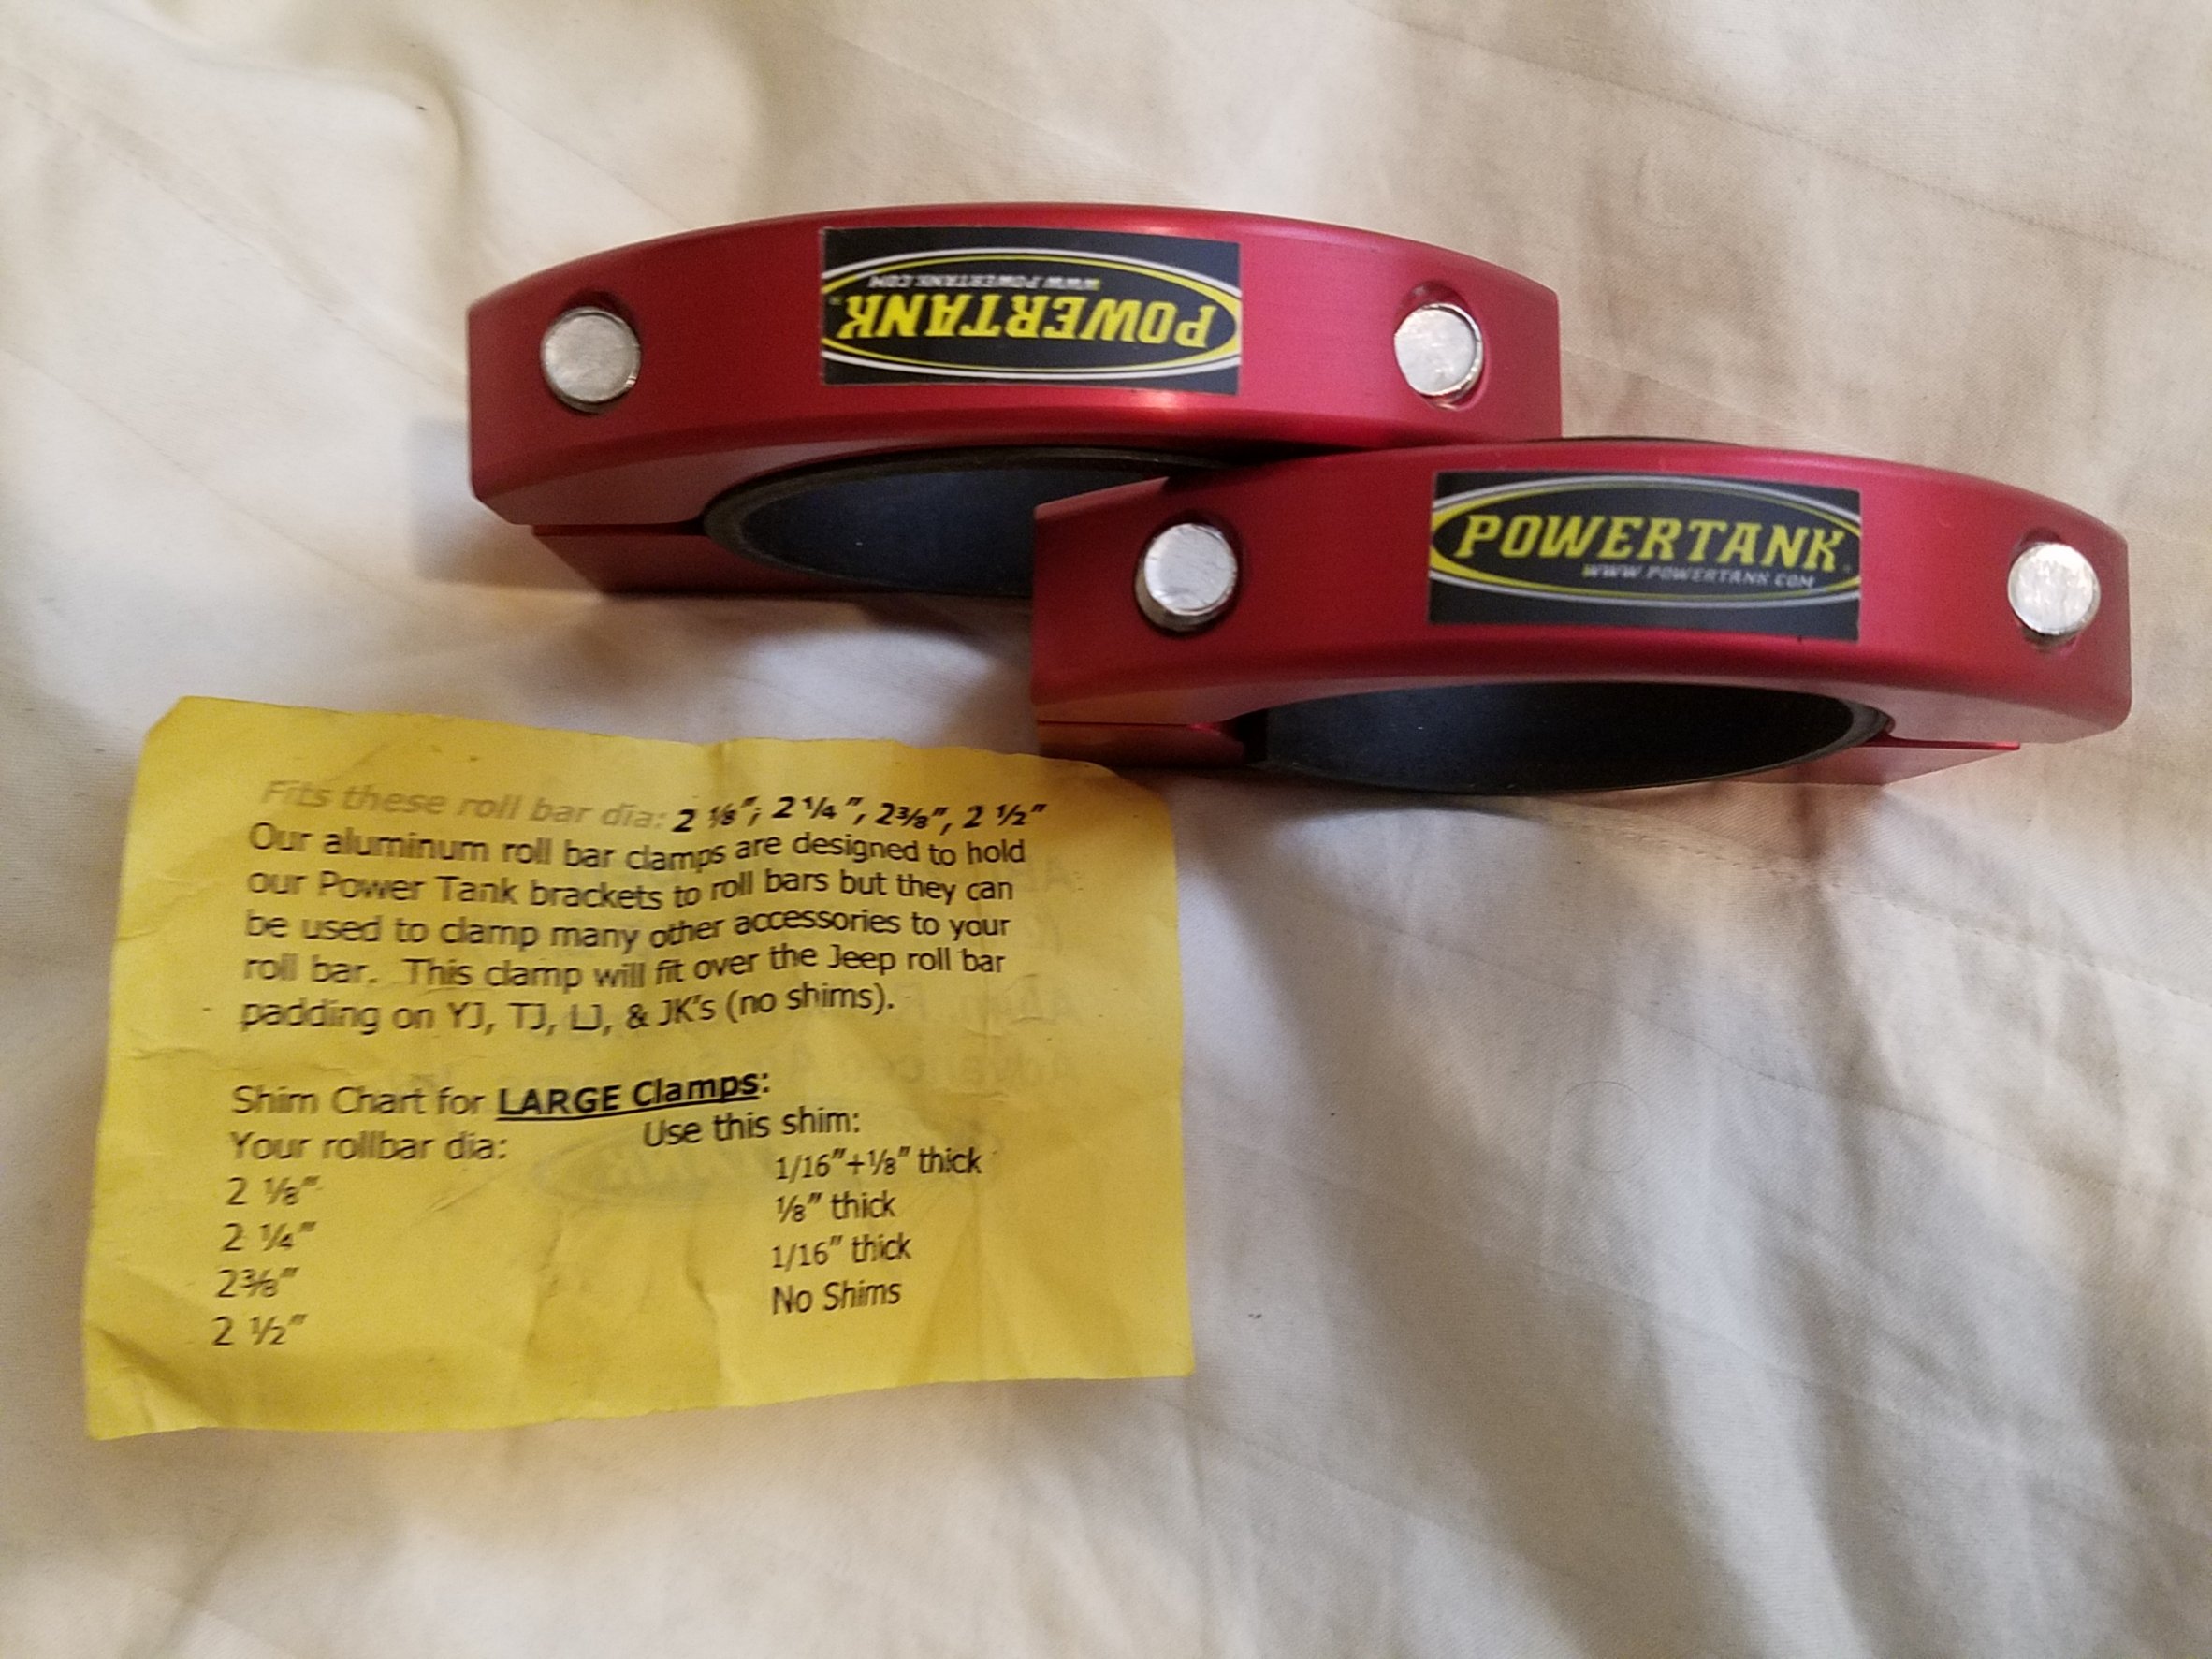 POWERTANK
WWW.POWERTANK.COM
POWERTANK
WWW.POWERTANK.COM
Fits these roll bar dia: 2 ⅛", 2 ¼", 2⅜", 2 ½"
Our aluminum roll bar clamps are designed to hold
our Power Tank brackets to roll bars but they can
be used to clamp many other accessories to your
roll bar. This clamp will fit over the Jeep roll bar
padding on YJ, TJ, LJ, & JK's (no shims).
Shim Chart for LARGE Clamps:
Your rollbar dia: Use this shim:
2 ⅛" 1/16"+⅛" thick
2 ¼" ⅛" thick
2⅜" 1/16" thick
2 ½" No Shims